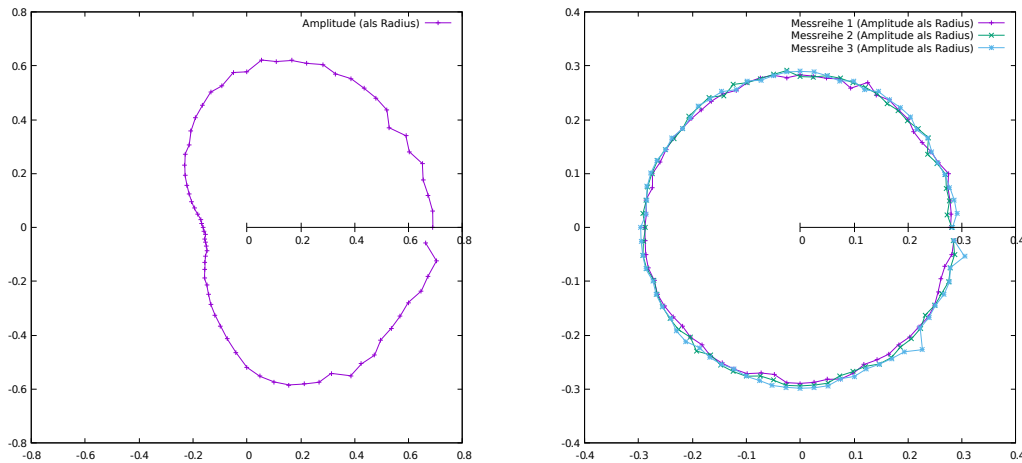 Amplitude (als Radius)
0.8
0.6
0.4
0.2
0
-0.2
-0.4
-0.6
-0.8
0 0.2 0.4 0.6 0.8
-0.8 -0.6 -0.4 -0.2 0 0.2 0.4 0.6 0.8
Messreihe 1 (Amplitude als Radius)
Messreihe 2 (Amplitude als Radius)
Messreihe 3 (Amplitude als Radius)
0.4
0.3
0.2
0.1
0
-0.1
-0.2
-0.3
-0.4
0 0.1 0.2 0.3 0.4
-0.4 -0.3 -0.2 -0.1 0 0.1 0.2 0.3 0.4